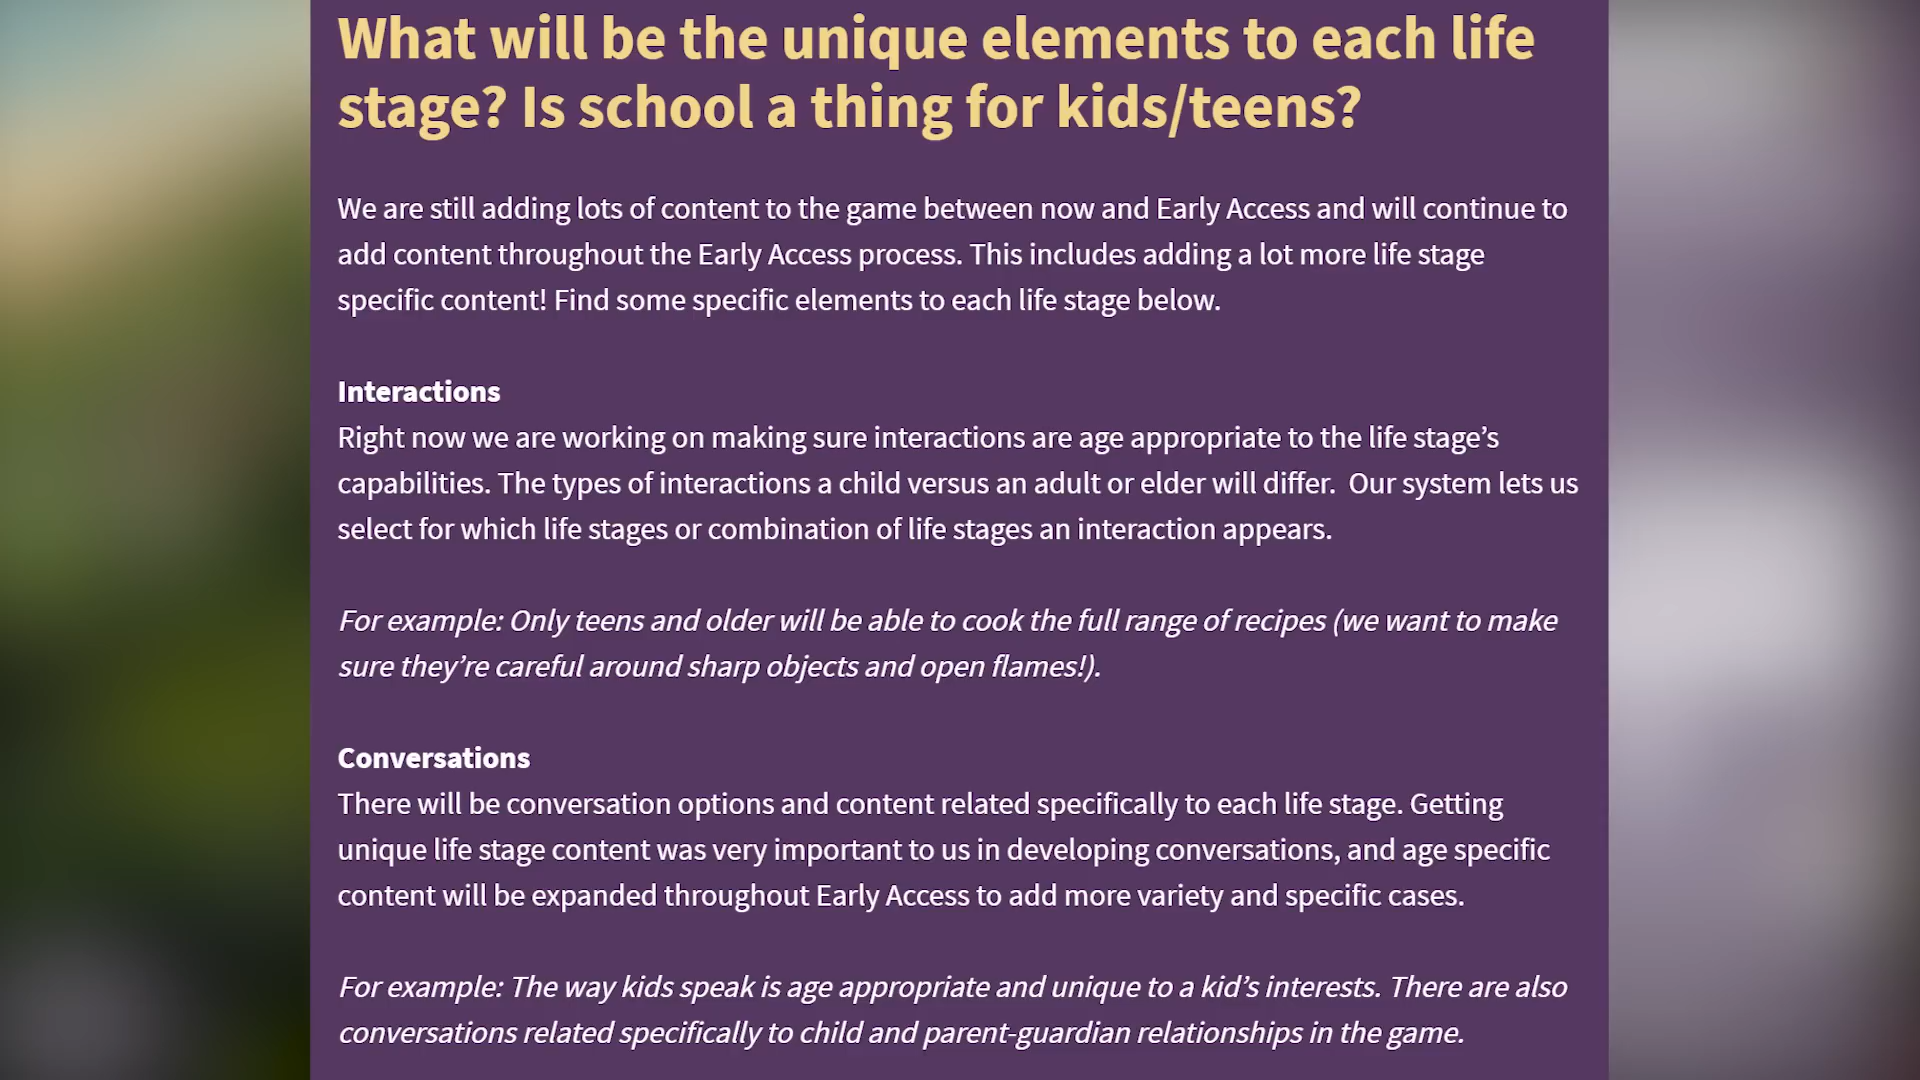 What will be the unique elements to each life
stage? Is school a thing for kids/teens?
We are still adding lots of content to the game between now and Early Access and will continue to
add content throughout the Early Access process. This includes adding a lot more life stage
specific content! Find some specific elements to each life stage below.
Interactions
Right now we are working on making sure interactions are age appropriate to the life stage’s
capabilities. The types of interactions a child versus an adult or elder will differ.  Our system lets us
select for which life stages or combination of life stages an interaction appears.
For example: Only teens and older will be able to cook the full range of recipes (we want to make
sure they’re careful around sharp objects and open flames!).
Conversations
There will be conversation options and content related specifically to each life stage. Getting
unique life stage content was very important to us in developing conversations, and age specific
content will be expanded throughout Early Access to add more variety and specific cases.
For example: The way kids speak is age appropriate and unique to a kid’s interests. There are also
conversations related specifically to child and parent-guardian relationships in the game.